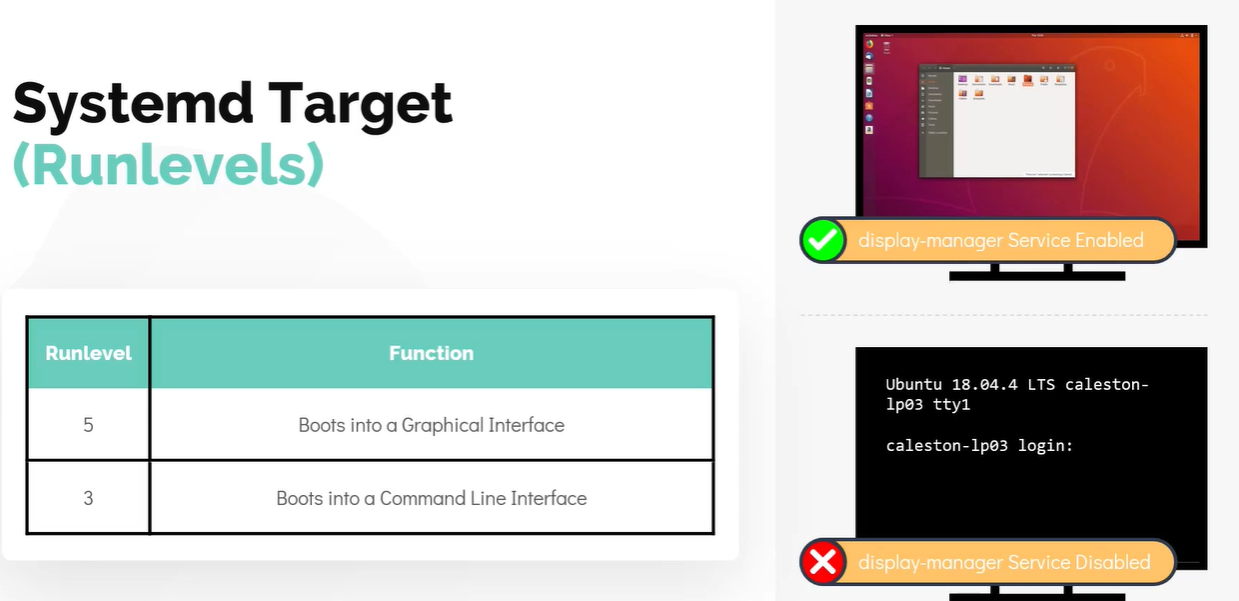 Systemd Target
(Runlevels)
Runlevel
Function
5
Boots into a Graphical Interface
3
Boots into a Command Line Interface
display-manager Service Enabled
Ubuntu 18.04.4 LTS caleston-
lp03 tty1
caleston-lp03 login:
display-manager Service Disabled